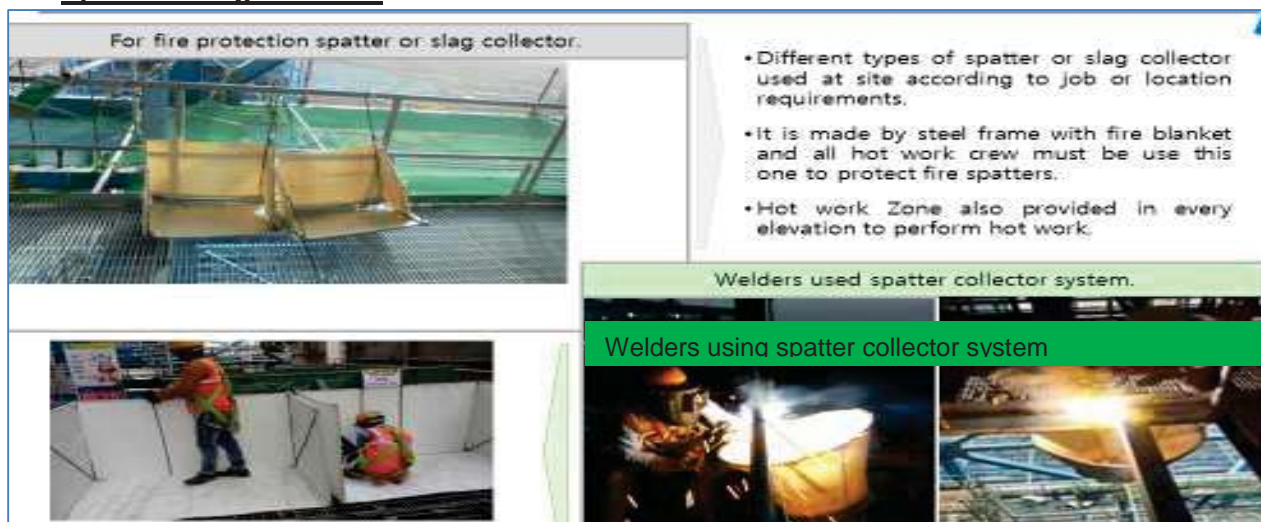 For fire protection spatter or slag collector.
• Different types of spatter or slag collector
used at site according to job or location
requirements.
• It is made by steel frame with fire blanket
and all hot work crew must be use this
one to protect fire spatters.
• Hot work Zone also provided in every
elevation to perform hot work.
Welders used spatter collector system.
Welders using spatter collector system